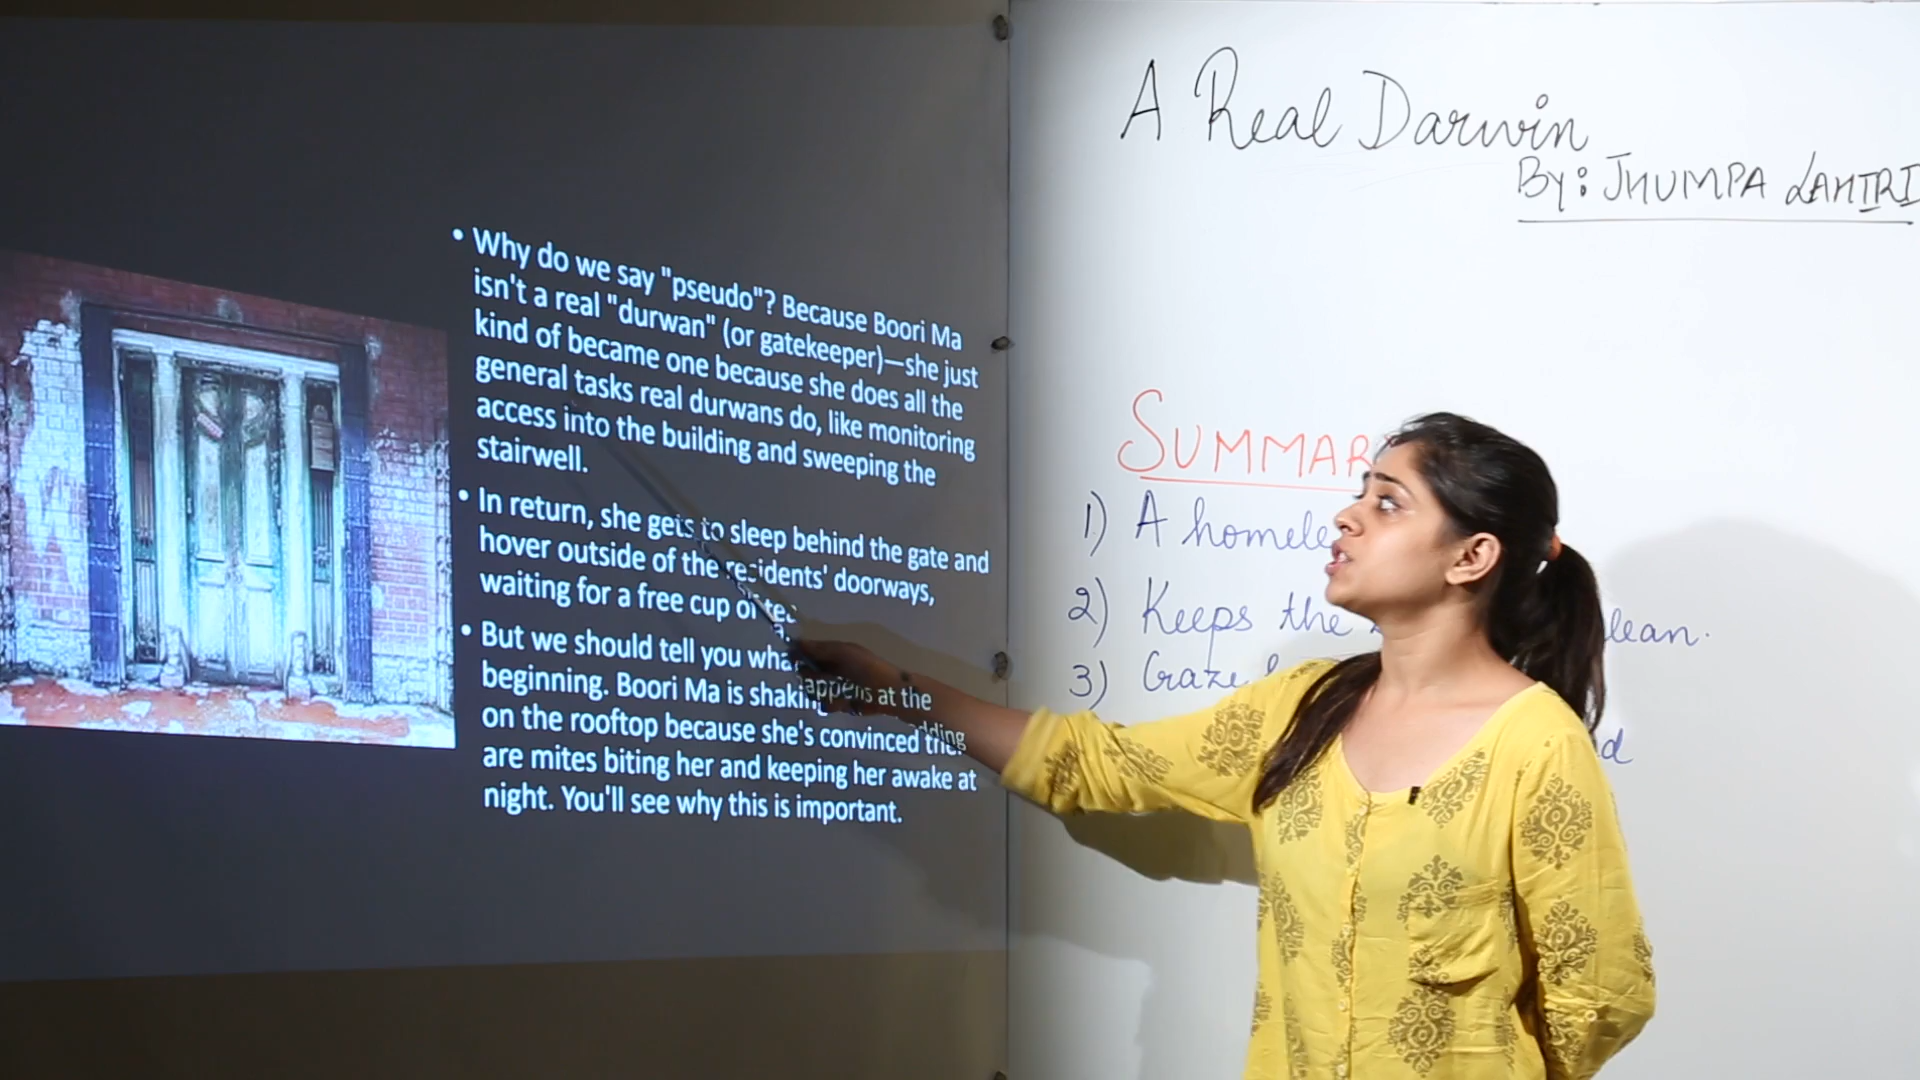 • Why do we say "pseudo"? Because Boori Ma
isn't a real "durwan" (or gatekeeper)—she just
kind of became one because she does all the
general tasks real durwans do, like monitoring
access into the building and sweeping the
stairwell.
• In return, she gets to sleep behind the gate and
hover outside of the residents' doorways,
waiting for a free cup of tea.
• But we should tell you what happens at the
beginning. Boori Ma is shaking
on the rooftop because she's convinced
are mites biting her and keeping her awake at
night. You'll see why this is important.
A Real Darwin
By: JHUMPA LAHIRI
SUMMAR
1) A homele
2) Keeps the lean.
3) Gaze